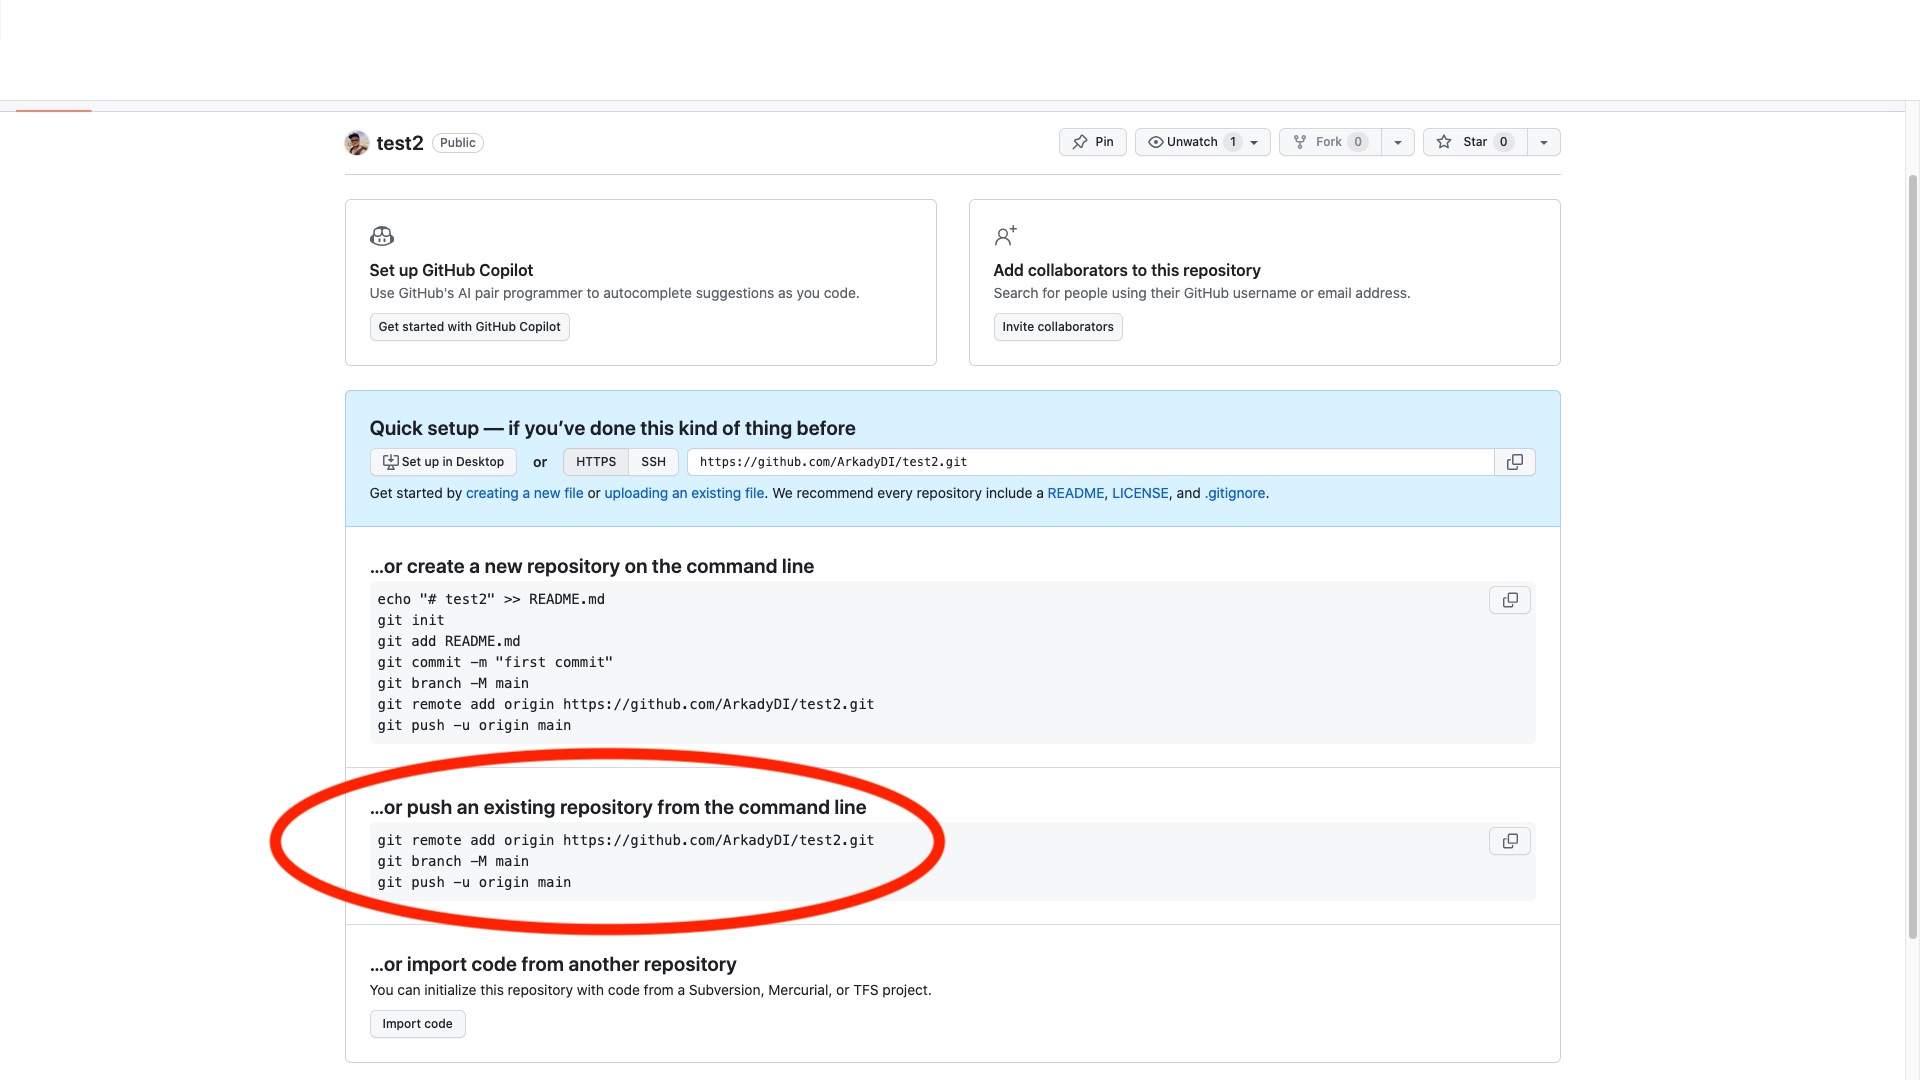 test2 Public Pin Unwatch 1 Fork 0 Star 0
Set up GitHub Copilot
Use GitHub's AI pair programmer to autocomplete suggestions as you code.
Get started with GitHub Copilot
Add collaborators to this repository
Search for people using their GitHub username or email address.
Invite collaborators
Quick setup — if you’ve done this kind of thing before
Set up in Desktop or HTTPS SSH https://github.com/ArkadyDI/test2.git
Get started by creating a new file or uploading an existing file. We recommend every repository include a README, LICENSE, and .gitignore.
…or create a new repository on the command line
echo "# test2" >> README.md
git init
git add README.md
git commit -m "first commit"
git branch -M main
git remote add origin https://github.com/ArkadyDI/test2.git
git push -u origin main
…or push an existing repository from the command line
git remote add origin https://github.com/ArkadyDI/test2.git
git branch -M main
git push -u origin main
…or import code from another repository
You can initialize this repository with code from a Subversion, Mercurial, or TFS project.
Import code